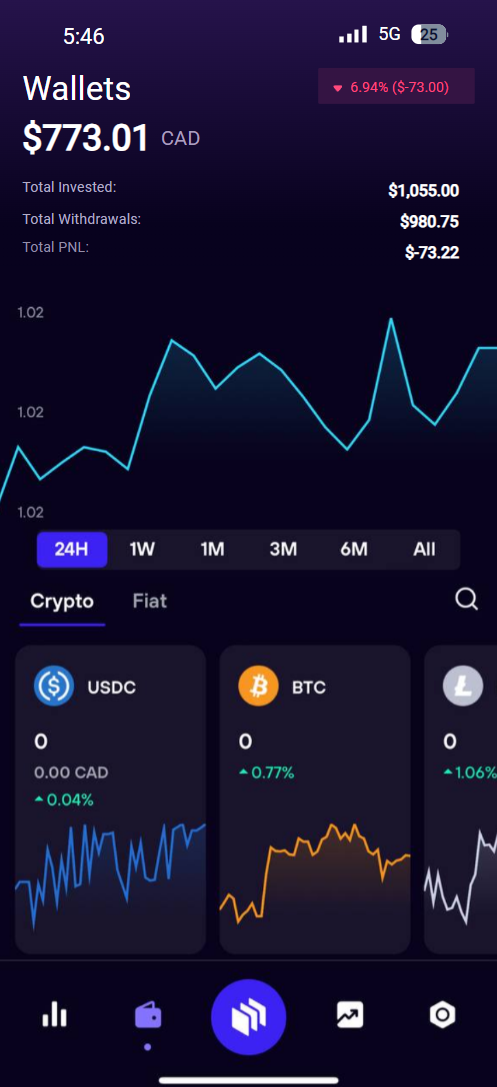 5:46 5G 25
Wallets 6.94% ($-73.00)
$773.01 CAD
Total Invested: $1,055.00
Total Withdrawals: $980.75
Total PNL: $-73.22
1.02
1.02
1.02
24H 1W 1M 3M 6M All
Crypto Fiat
USDC BTC
0 0 0
0.00 CAD 0.77% 1.06%
0.04%